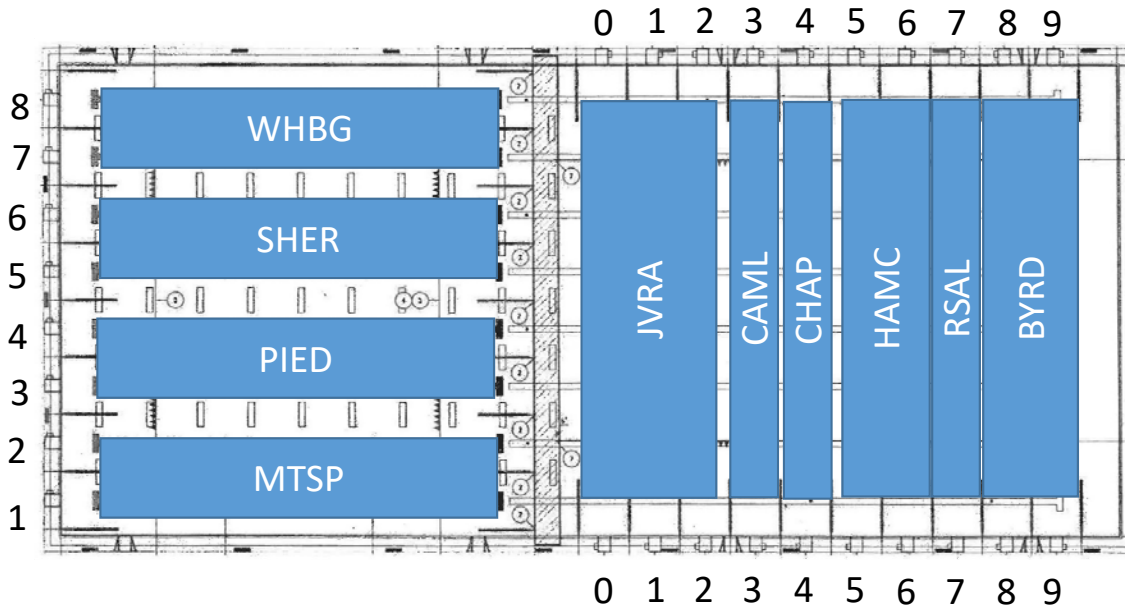 0 1 2 3 4 5 6 7 8 9
8
WHBG
7
6
SHER
5
4
PIED
3
2
MTSP
1
JVRA
CAML
CHAP
HAMC
RSAL
BYRD
0 1 2 3 4 5 6 7 8 9